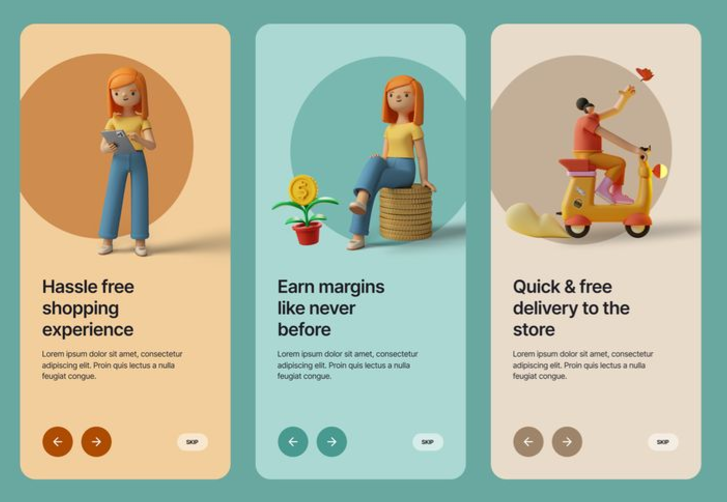 Hassle free
shopping
experience
Lorem ipsum dolor sit amet, consectetur
adipiscing elit. Proin quis lectus a nulla
feugiat congue.
SKIP
$
Earn margins
like never
before
Lorem ipsum dolor sit amet, consectetur
adipiscing elit. Proin quis lectus a nulla
feugiat congue.
SKIP
Quick & free
delivery to the
store
Lorem ipsum dolor sit amet, consectetur
adipiscing elit. Proin quis lectus a nulla
feugiat congue.
SKIP